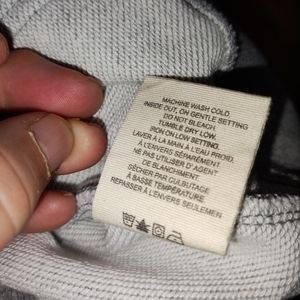 MACHINE WASH COLD.
INSIDE OUT, ON GENTLE SETTING
DO NOT BLEACH.
TUMBLE DRY LOW.
IRON ON LOW SETTING.
LAVER À LA MAIN À L'EAU FROID.
À L'ENVERS SÉPARÉMENT
NE PAS UTILISER D'AGENT
DE BLANCHIMENT.
SÉCHER PAR CULBUTAGE
À BASSE TEMPÉRATURE.
REPASSER À L'ENVERS SEULEMEN